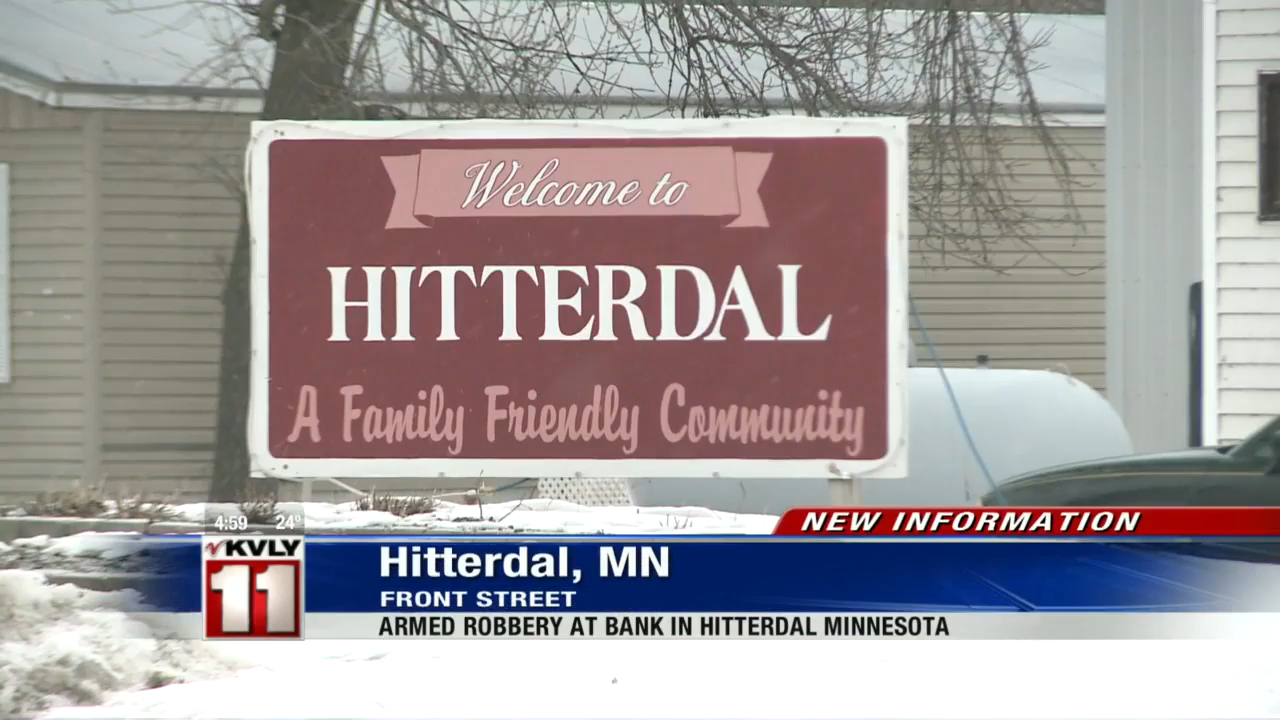 Welcome to
HITTERDAL
A Family Friendly Community
NEW INFORMATION
4:59 24°
KVLY
11
Hitterdal, MN
FRONT STREET
ARMED ROBBERY AT BANK IN HITTERDAL MINNESOTA